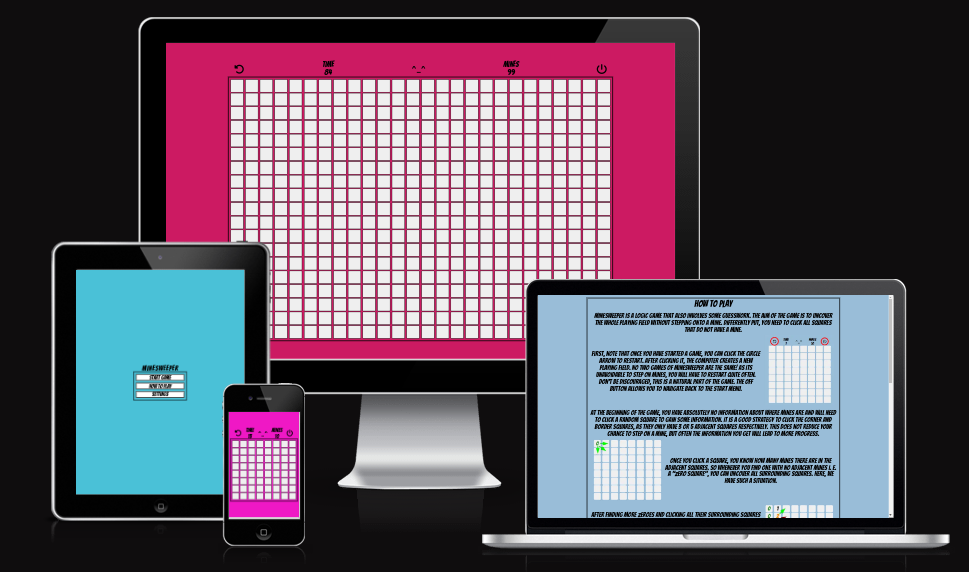 TIME
84
^_^
MINES
99
MINESWEEPER
START GAME
HOW TO PLAY
SETTINGS
TIME
^_^
MINES
10
HOW TO PLAY
MINESWEEPER IS A LOGIC GAME THAT ALSO INVOLVES SOME GUESSWORK. THE AIM OF THE GAME IS TO UNCOVER
THE WHOLE PLAYING FIELD WITHOUT STEPPING ONTO A MINE. DIFFERENTLY PUT, YOU NEED TO CLICK ALL SQUARES
THAT DO NOT HAVE A MINE.
FIRST, NOTE THAT ONCE YOU HAVE STARTED A GAME, YOU CAN CLICK THE CIRCLE
ARROW TO RESTART. AFTER CLICKING IT, THE COMPUTER CREATES A NEW
PLAYING FIELD. NO TWO GAMES OF MINESWEEPER ARE THE SAME! AS ITS
UNAVOIDABLE TO STEP ON MINES, YOU WILL HAVE TO RESTART QUITE OFTEN.
DON'T BE DISCOURAGED, THIS IS A NATURAL PART OF THE GAME. THE OFF
BUTTON ALLOWS YOU TO NAVIGATE BACK TO THE START MENU.
AT THE BEGINNING OF THE GAME, YOU HAVE ABSOLUTELY NO INFORMATION ABOUT WHERE MINES ARE AND WILL NEED
TO CLICK A RANDOM SQUARE TO GAIN SOME INFORMATION. IT IS A GOOD STRATEGY TO CLICK THE CORNER AND
BORDER SQUARES, AS THEY ONLY HAVE 3 OR 5 ADJACENT SQUARES RESPECTIVELY. THIS DOES NOT REDUCE YOUR
CHANCE TO STEP ON A MINE, BUT OFTEN THE INFORMATION YOU GET WILL LEAD TO MORE PROGRESS.
0
ONCE YOU CLICK A SQUARE, YOU KNOW HOW MANY MINES THERE ARE IN THE
ADJACENT SQUARES. SO WHENEVER YOU FIND ONE WITH NO ADJACENT MINES I. E.
A "ZERO SQUARE", YOU CAN UNCOVER ALL SURROUNDING SQUARES. HERE, WE
HAVE SUCH A SITUATION.
AFTER FINDING MORE ZEROES AND CLICKING ALL THEIR SURROUNDING SQUARES
0 1
0